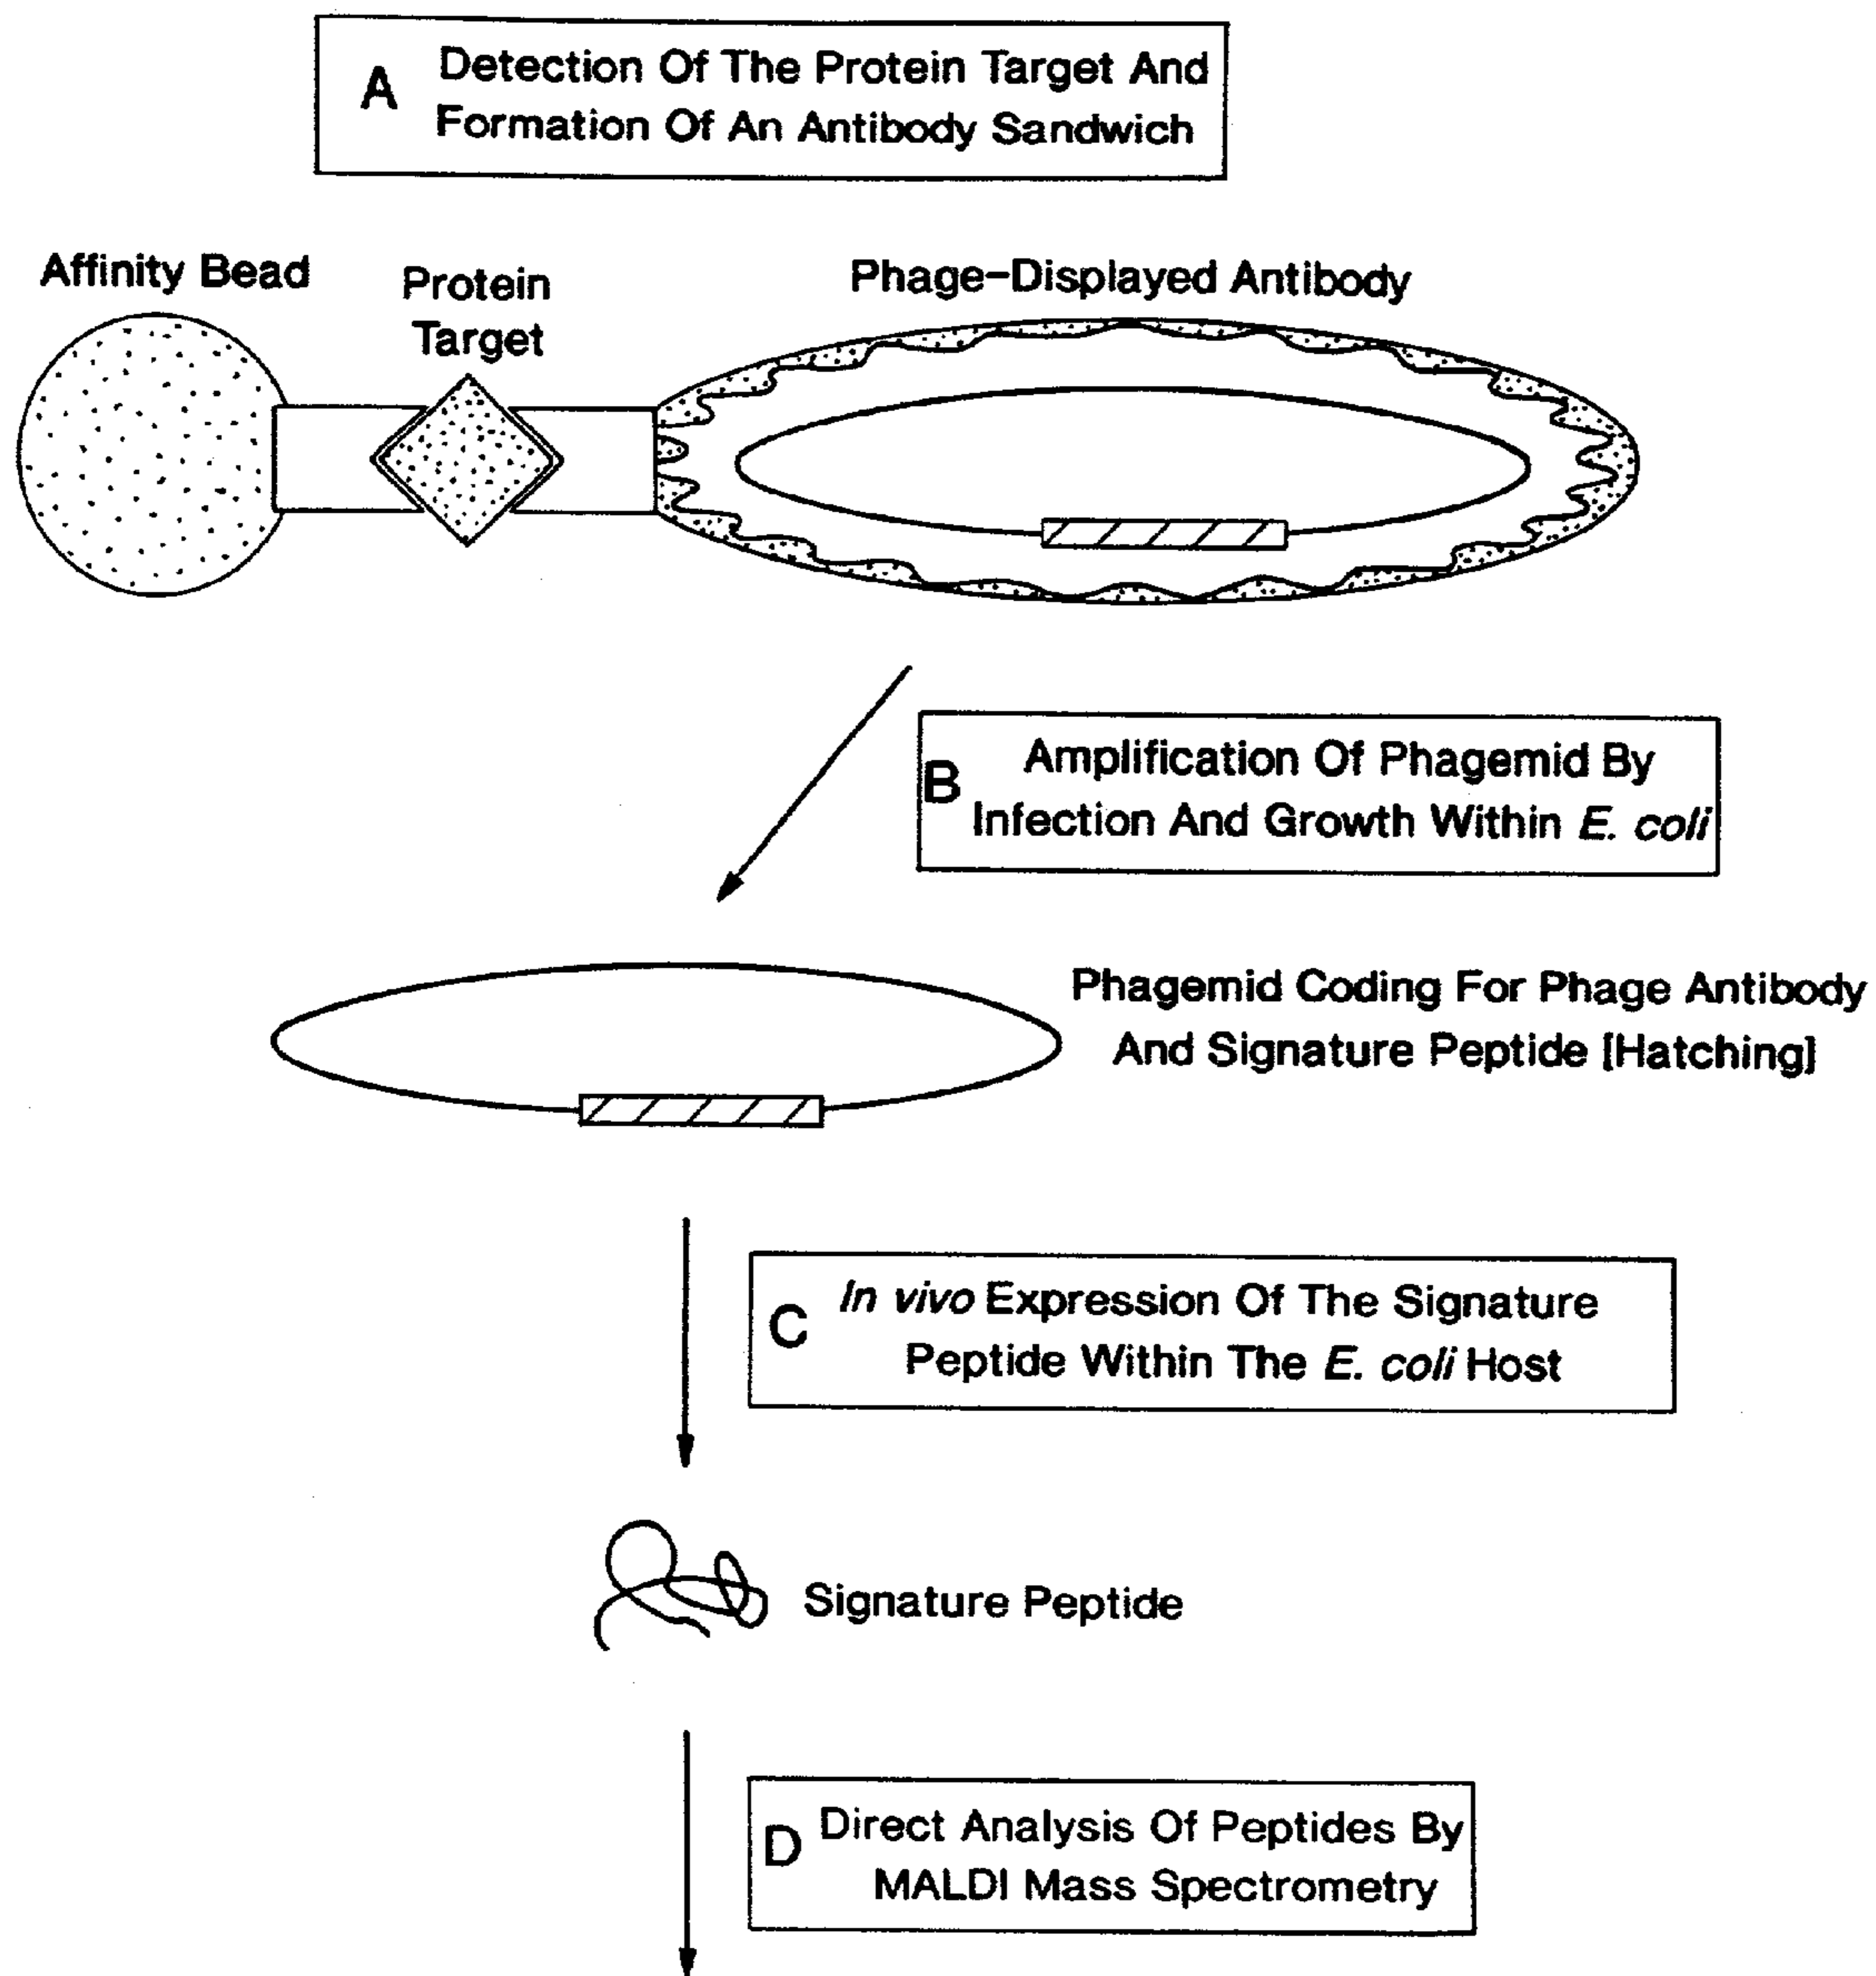 A
Detection Of The Protein Target And
Formation Of An Antibody Sandwich
Affinity Bead
Protein
Target
Phage-Displayed Antibody
B
Amplification Of Phagemid By
Infection And Growth Within E. coli
Phagemid Coding For Phage Antibody
And Signature Peptide [Hatching]
C
In vivo Expression Of The Signature
Peptide Within The E. coli Host
Signature Peptide
D
Direct Analysis Of Peptides By
MALDI Mass Spectrometry